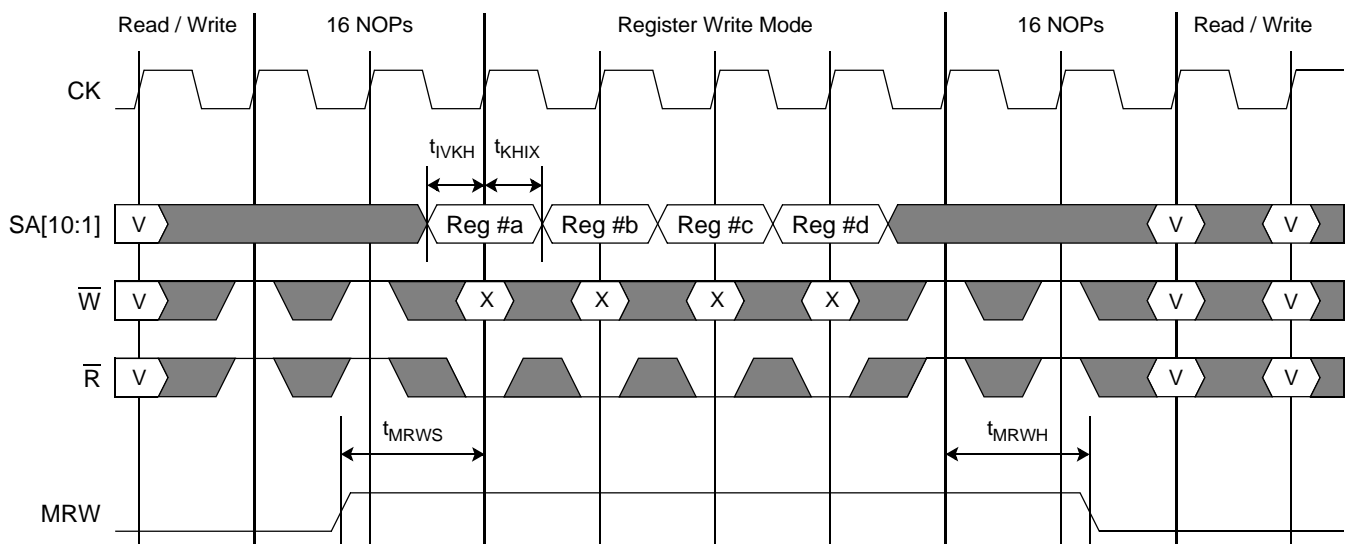 Read / Write 16 NOPs Register Write Mode 16 NOPs Read / Write
CK
tIVKH tKHIX
SA[10:1] V Reg #a Reg #b Reg #c Reg #d V V
W̅ V X X X X V V
R̅ V V V
tMRWS tMRWH
MRW